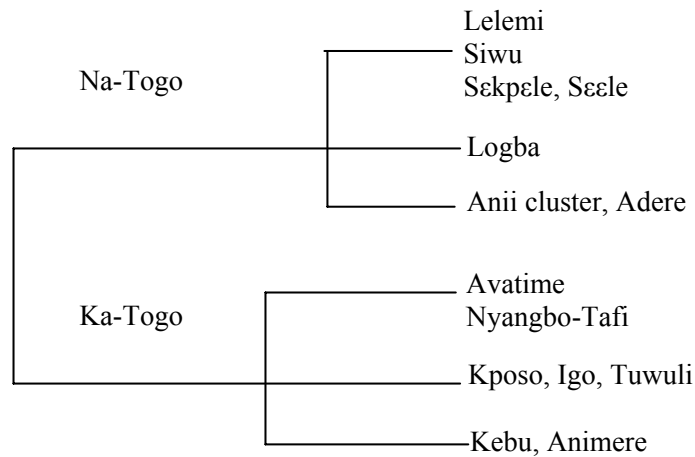 Lelemi
Siwu
Na-Togo
Sɛkpɛle, Sɛɛle
Logba
Anii cluster, Adere
Avatime
Ka-Togo
Nyangbo-Tafi
Kposo, Igo, Tuwuli
Kebu, Animere